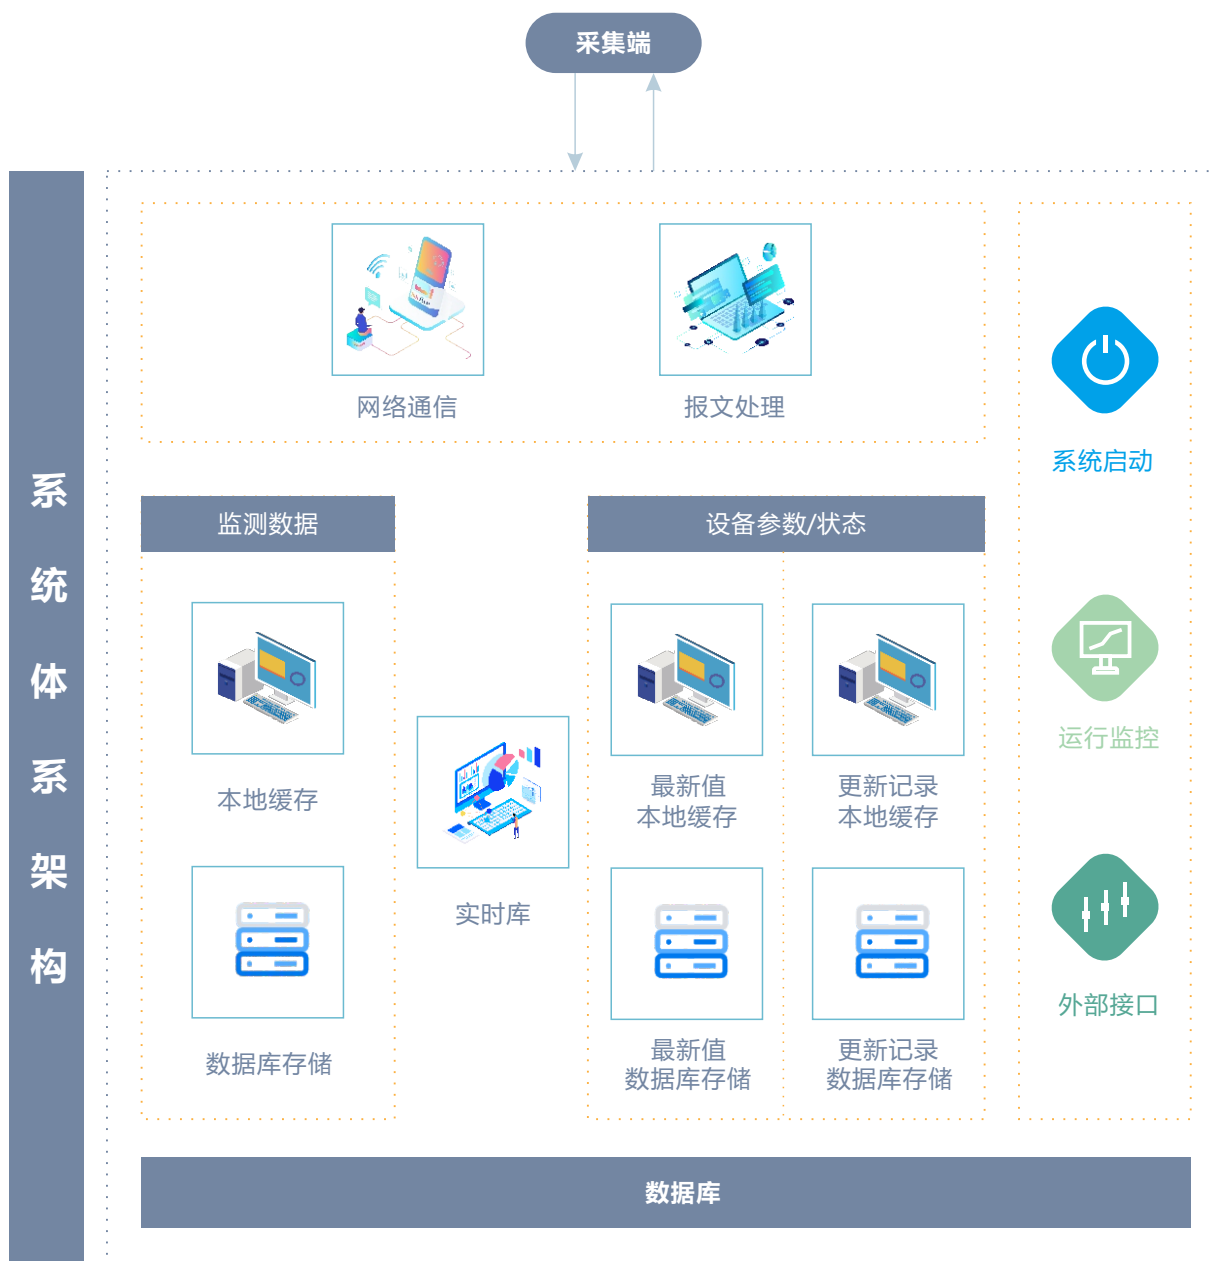 采集端
系统体系架构
网络通信
报文处理
系统启动
监测数据
设备参数/状态
本地缓存
实时库
最新值
本地缓存
更新记录
本地缓存
运行监控
数据库存储
最新值
数据库存储
更新记录
数据库存储
外部接口
数据库